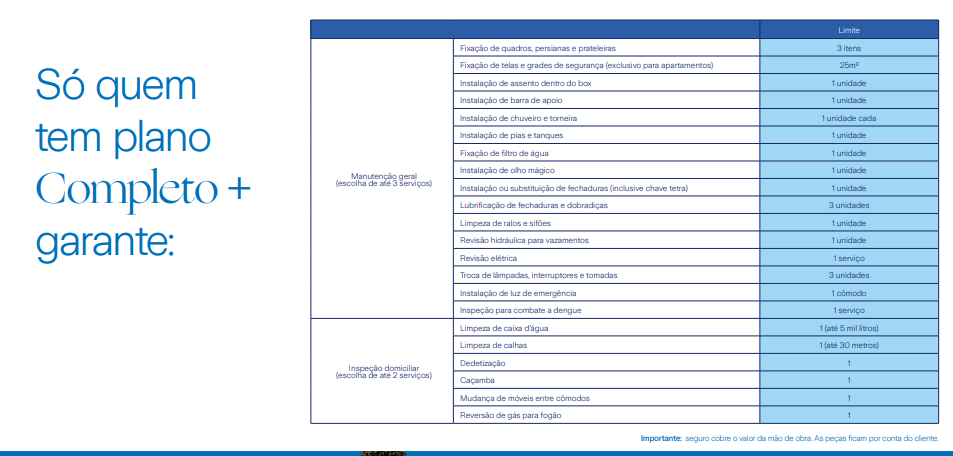 Só quem
tem plano
Completo +
garante:
Limite
Manutenção geral
(escolha de até 3 serviços)
Fixação de quadros, persianas e prateleiras 3 itens
Fixação de telas e grades de segurança (exclusivo para apartamentos) 25m²
Instalação de assento dentro do box 1 unidade
Instalação de barra de apoio 1 unidade
Instalação de chuveiro e torneira 1 unidade cada
Instalação de pias e tanques 1 unidade
Fixação de filtro de água 1 unidade
Instalação de olho mágico 1 unidade
Instalação ou substituição de fechaduras (inclusive chave tetra) 1 unidade
Lubrificação de fechaduras e dobradiças 3 unidades
Limpeza de ralos e sifões 1 unidade
Revisão hidráulica para vazamentos 1 unidade
Revisão elétrica 1 serviço
Troca de lâmpadas, interruptores e tomadas 3 unidades
Instalação de luz de emergência 1 cômodo
Inspeção para combate a dengue 1 serviço
Inspeção domiciliar
(escolha de até 2 serviços)
Limpeza de caixa d'água 1 (até 5 mil litros)
Limpeza de calhas 1 (até 30 metros)
Dedetização 1
Caçamba 1
Mudança de móveis entre cômodos 1
Reversão de gás para fogão 1
Importante: seguro cobre o valor da mão de obra. As peças ficam por conta do cliente.